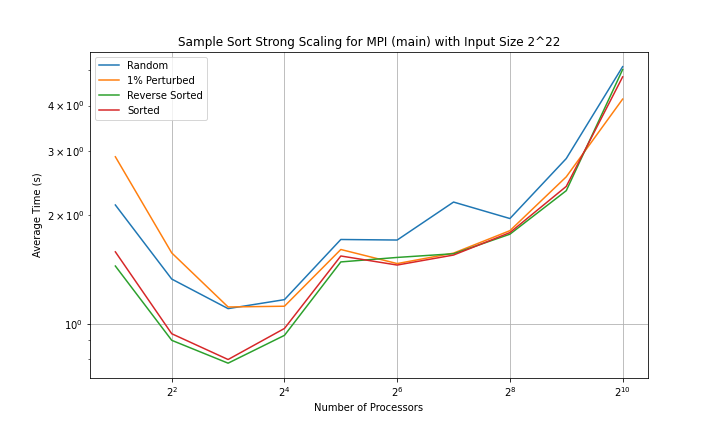 Sample Sort Strong Scaling for MPI (main) with Input Size 2^22
Random
1% Perturbed
Reverse Sorted
Sorted
Average Time (s)
4 × 10⁰
3 × 10⁰
2 × 10⁰
10⁰
2² 2⁴ 2⁶ 2⁸ 2¹⁰
Number of Processors